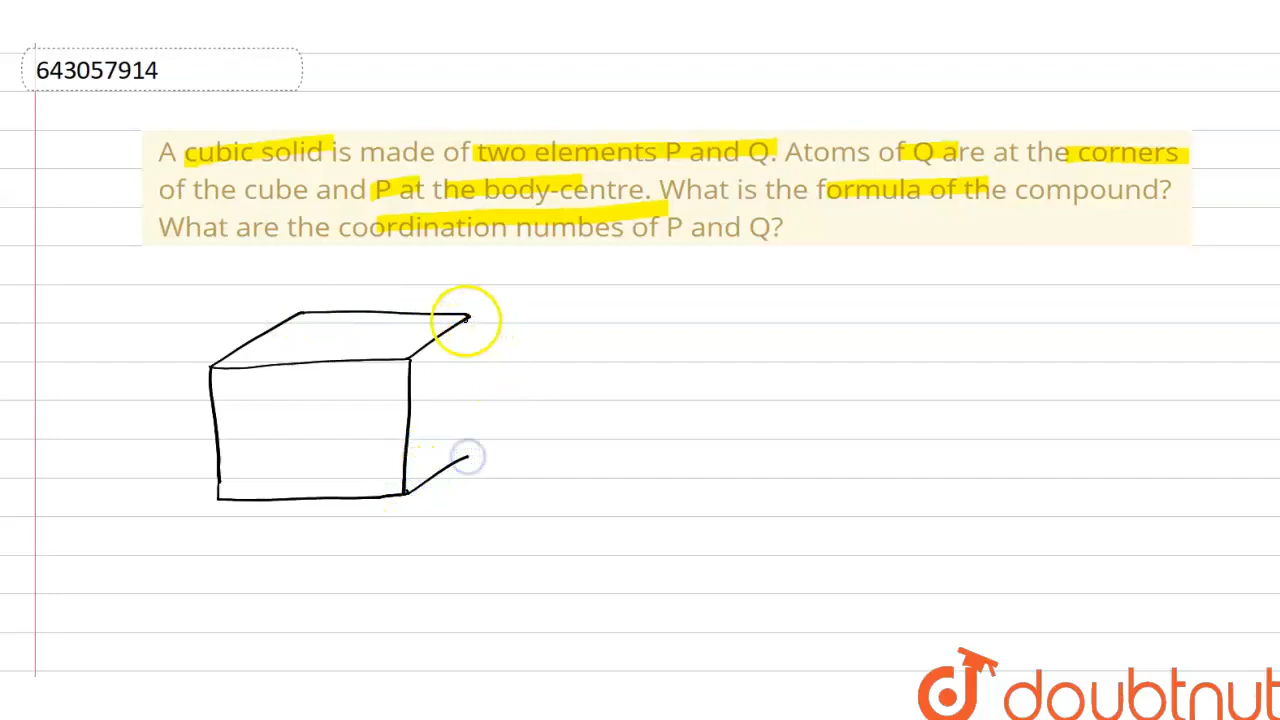 643057914
A cubic solid is made of two elements P and Q. Atoms of Q are at the corners
of the cube and P at the body-centre. What is the formula of the compound?
What are the coordination numbes of P and Q?
doubtnut